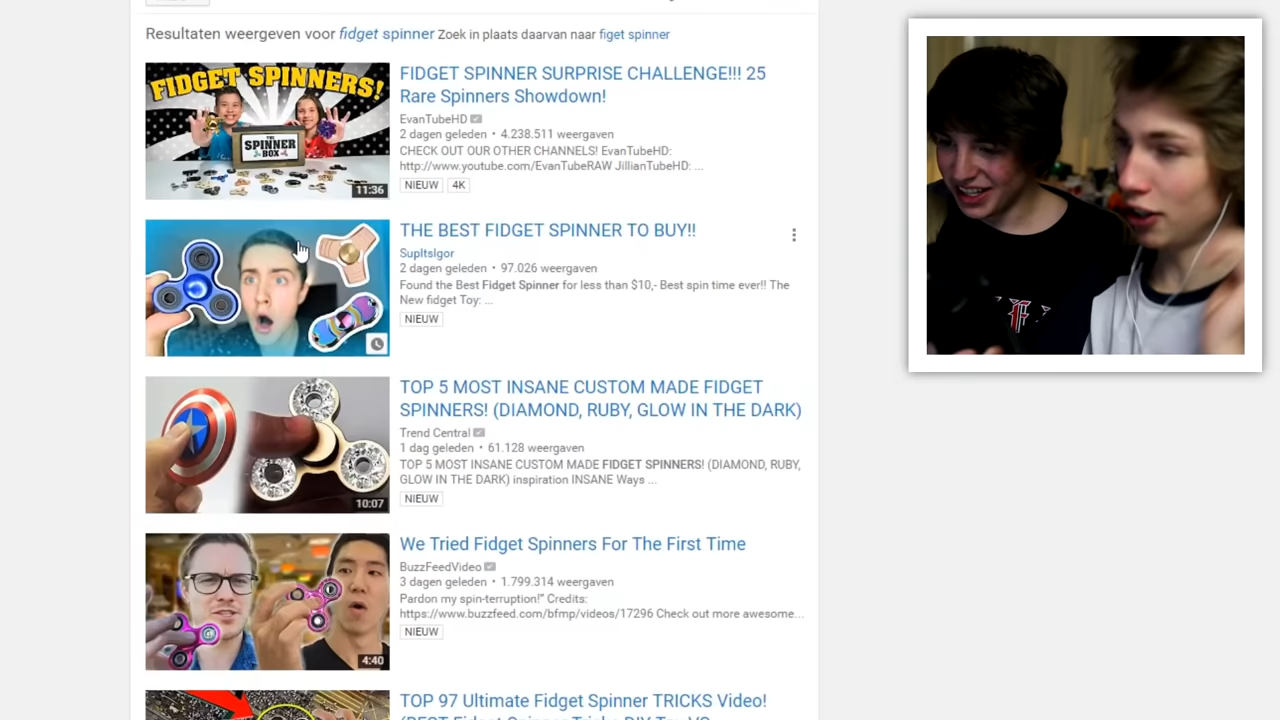 Resultaten weergeven voor fidget spinner Zoek in plaats daarvan naar figet spinner
FIDGET SPINNERS!
THE
SPINNER
BOX
11:36
FIDGET SPINNER SURPRISE CHALLENGE!!! 25
Rare Spinners Showdown!
EvanTubeHD
2 dagen geleden • 4.238.511 weergaven
CHECK OUT OUR OTHER CHANNELS! EvanTubeHD:
http://www.youtube.com/EvanTubeRAW JillianTubeHD: ...
NIEUW 4K
THE BEST FIDGET SPINNER TO BUY!!
SupItsIgor
2 dagen geleden • 97.026 weergaven
Found the Best Fidget Spinner for less than $10,- Best spin time ever!! The
New fidget Toy: ...
NIEUW
10:07
TOP 5 MOST INSANE CUSTOM MADE FIDGET
SPINNERS! (DIAMOND, RUBY, GLOW IN THE DARK)
Trend Central
1 dag geleden • 61.128 weergaven
TOP 5 MOST INSANE CUSTOM MADE FIDGET SPINNERS! (DIAMOND, RUBY,
GLOW IN THE DARK) inspiration INSANE Ways ...
NIEUW
4:40
We Tried Fidget Spinners For The First Time
BuzzFeedVideo
3 dagen geleden • 1.799.314 weergaven
Pardon my spin-terruption!" Credits:
https://www.buzzfeed.com/bfmp/videos/17296 Check out more awesome...
NIEUW
TOP 97 Ultimate Fidget Spinner TRICKS Video!